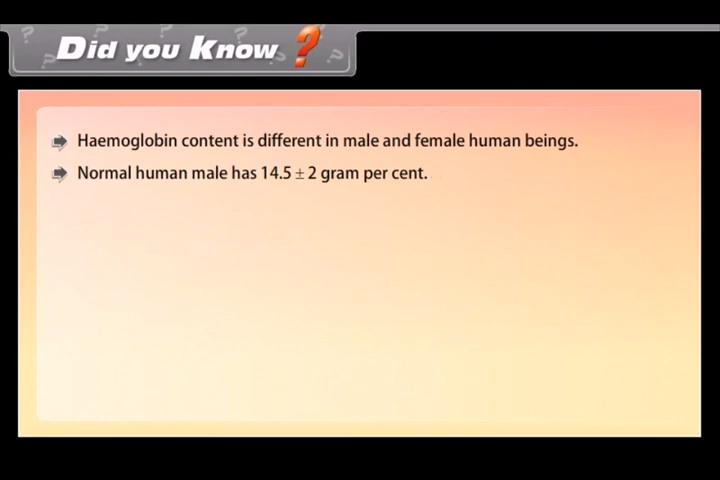 Did you Know ?
Haemoglobin content is different in male and female human beings.
Normal human male has 14.5 ± 2 gram per cent.